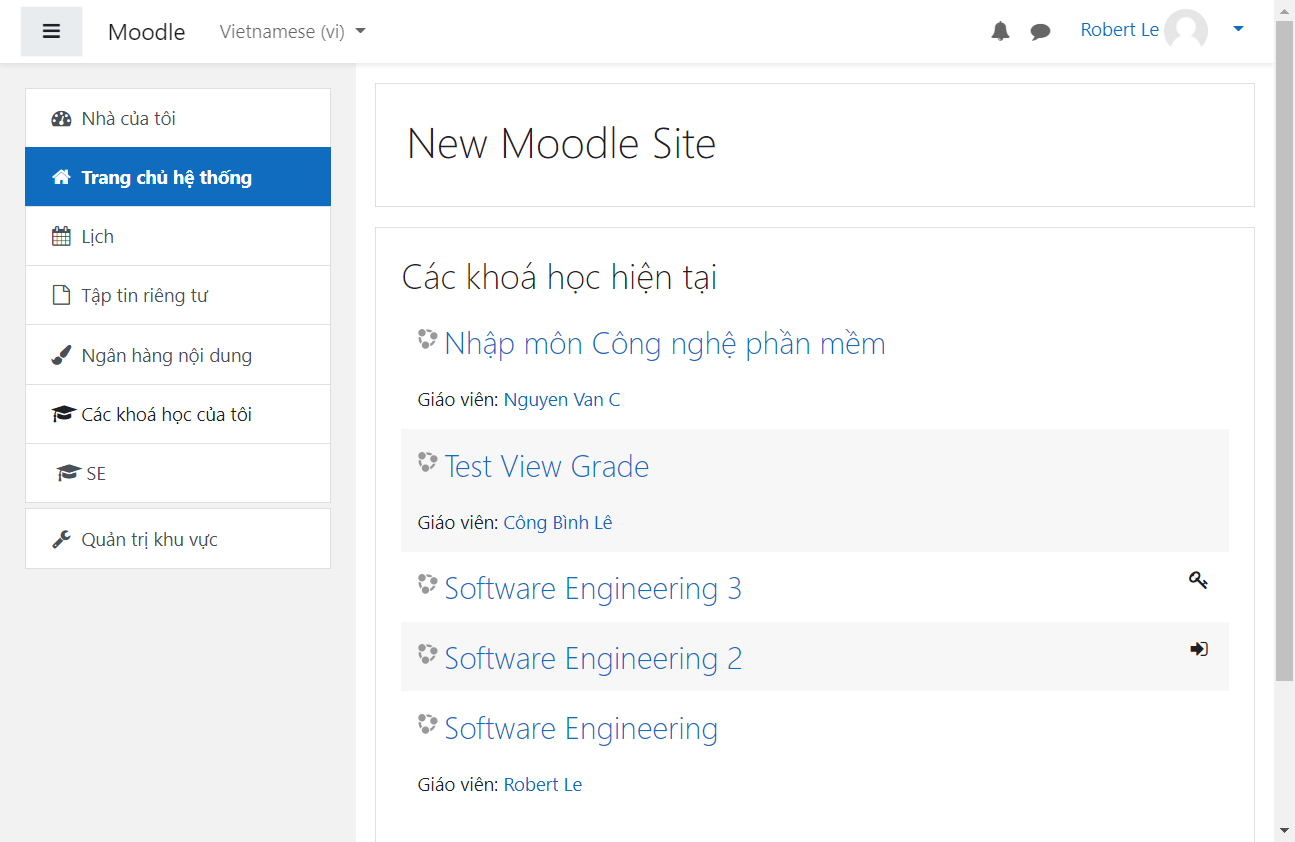 Moodle Vietnamese (vi) Robert Le
Nhà của tôi
Trang chủ hệ thống
Lịch
Tập tin riêng tư
Ngân hàng nội dung
Các khoá học của tôi
SE
Quản trị khu vực
New Moodle Site
Các khoá học hiện tại
Nhập môn Công nghệ phần mềm
Giáo viên: Nguyen Van C
Test View Grade
Giáo viên: Công Bình Lê
Software Engineering 3
Software Engineering 2
Software Engineering
Giáo viên: Robert Le